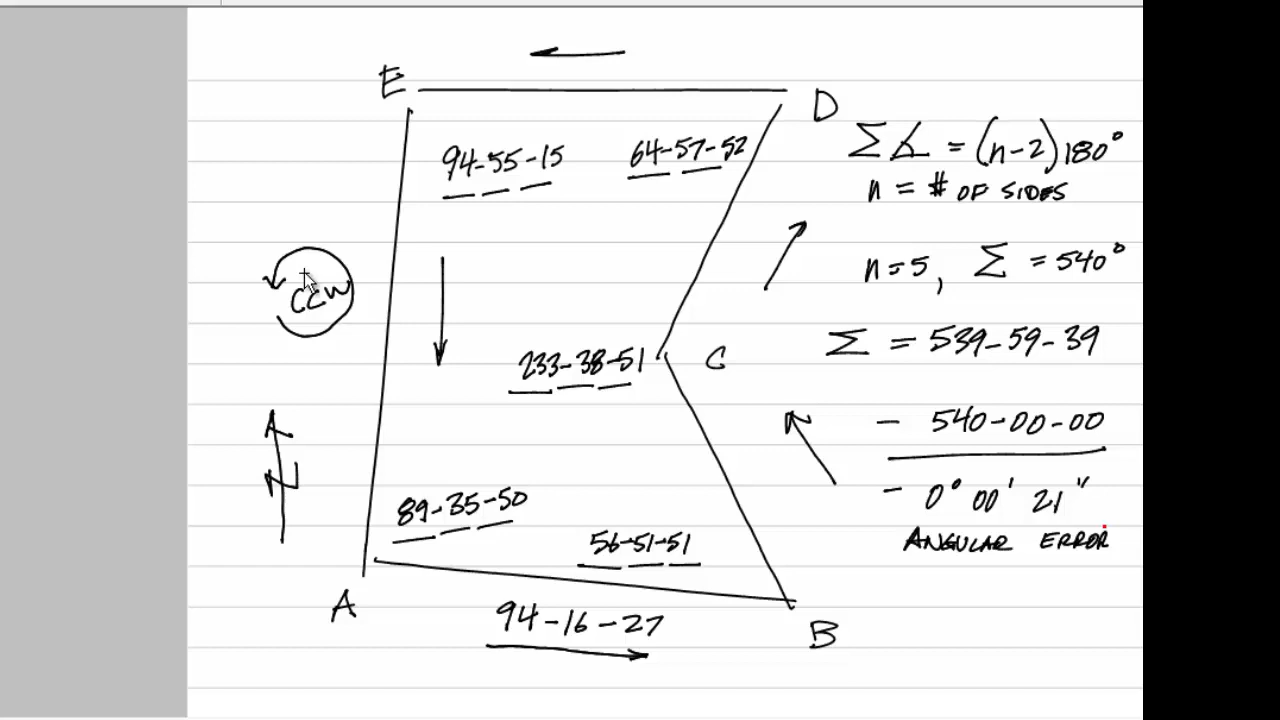 E
D
94-55-15
64-57-52
Σ∡ = (n-2)180°
n = # OF SIDES
n=5, Σ = 540°
CCW
Σ = 539-59-39
233-38-51
C
- 540-00-00
- 0° 00' 21"
ANGULAR ERROR
N
89-35-50
56-51-51
A
94-16-27
B